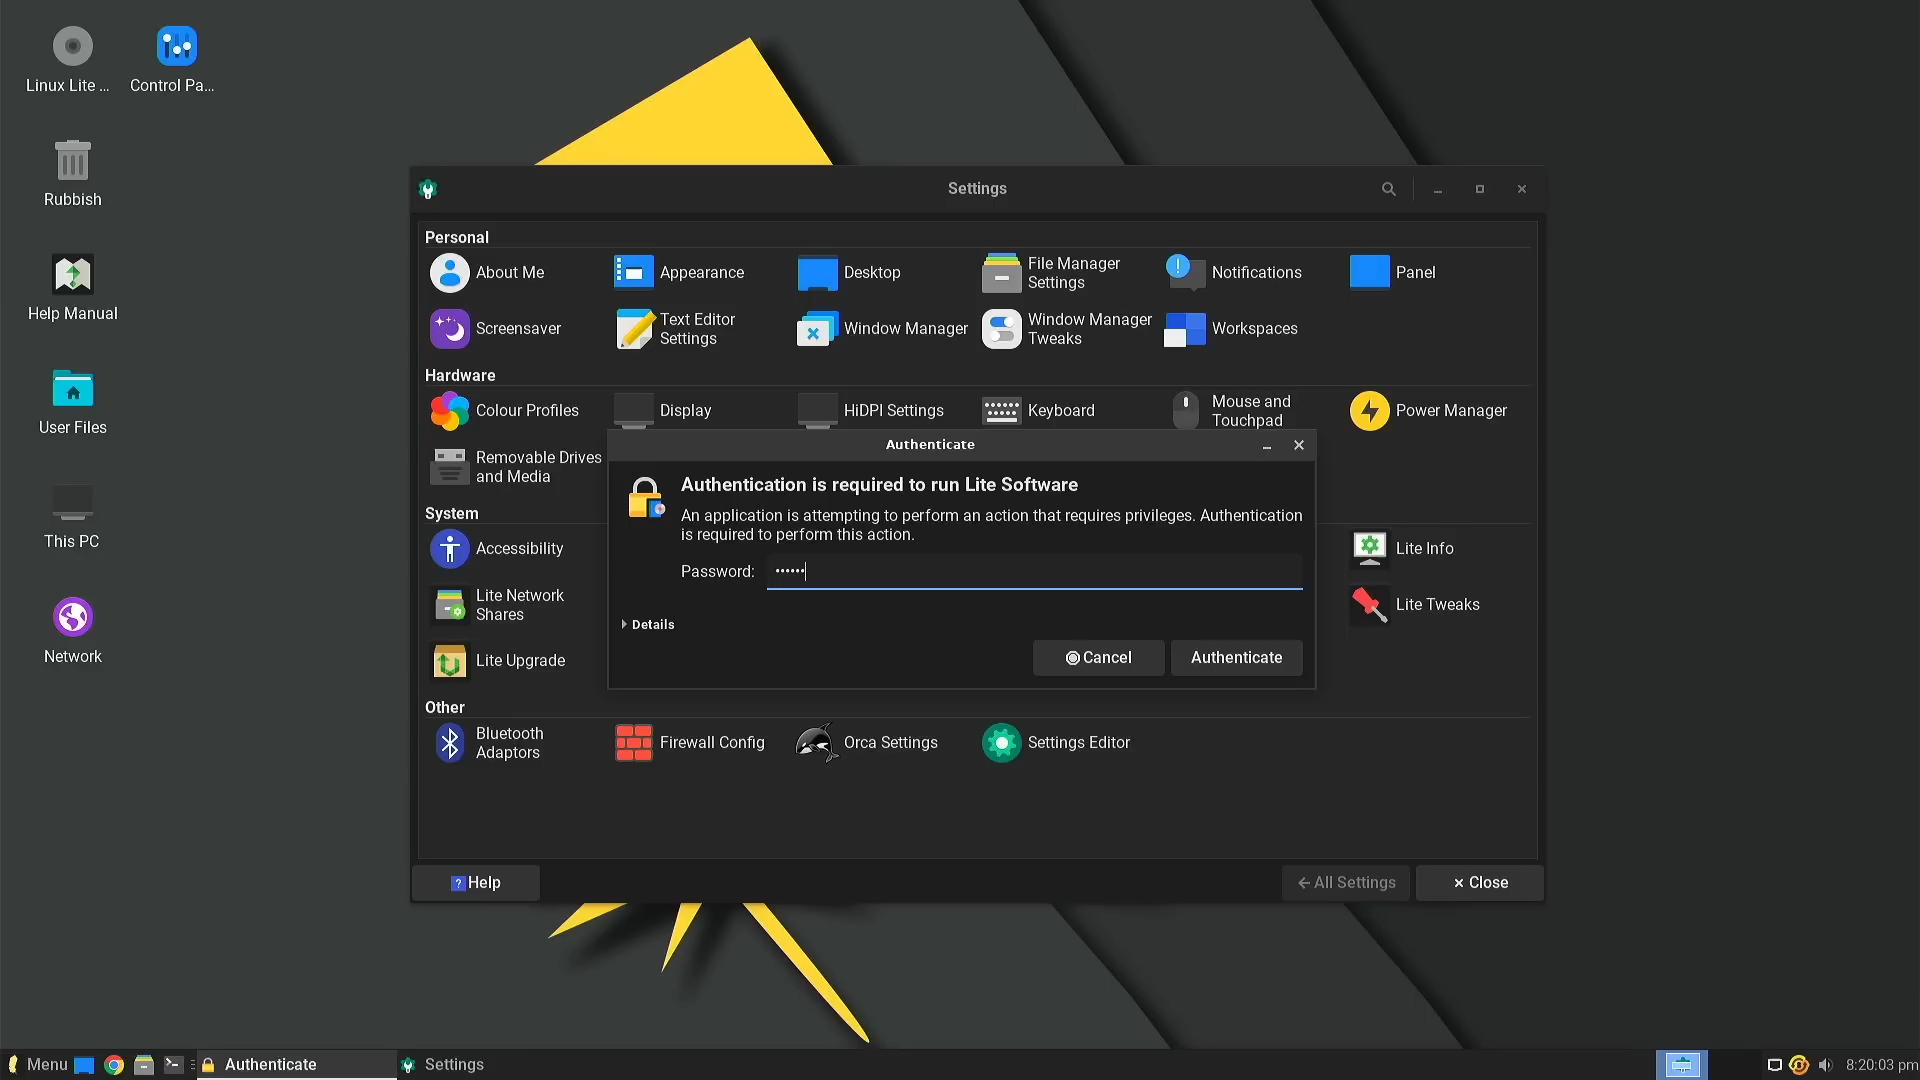 Linux Lite ...
Control Pa...
Rubbish
Help Manual
User Files
This PC
Network
Settings
Personal
About Me
Appearance
Desktop
File Manager
Settings
Notifications
Panel
Screensaver
Text Editor
Settings
Window Manager
Window Manager
Tweaks
Workspaces
Hardware
Colour Profiles
Display
HiDPI Settings
Keyboard
Mouse and
Touchpad
Power Manager
Removable Drives
and Media
System
Accessibility
Lite Info
Lite Network
Shares
Lite Tweaks
Lite Upgrade
Authenticate
Authentication is required to run Lite Software
An application is attempting to perform an action that requires privileges. Authentication
is required to perform this action.
Password: ••••••
Details
Cancel
Authenticate
Other
Bluetooth
Adaptors
Firewall Config
Orca Settings
Settings Editor
Help
All Settings
Close
Menu
Authenticate
Settings
8:20:03 pm